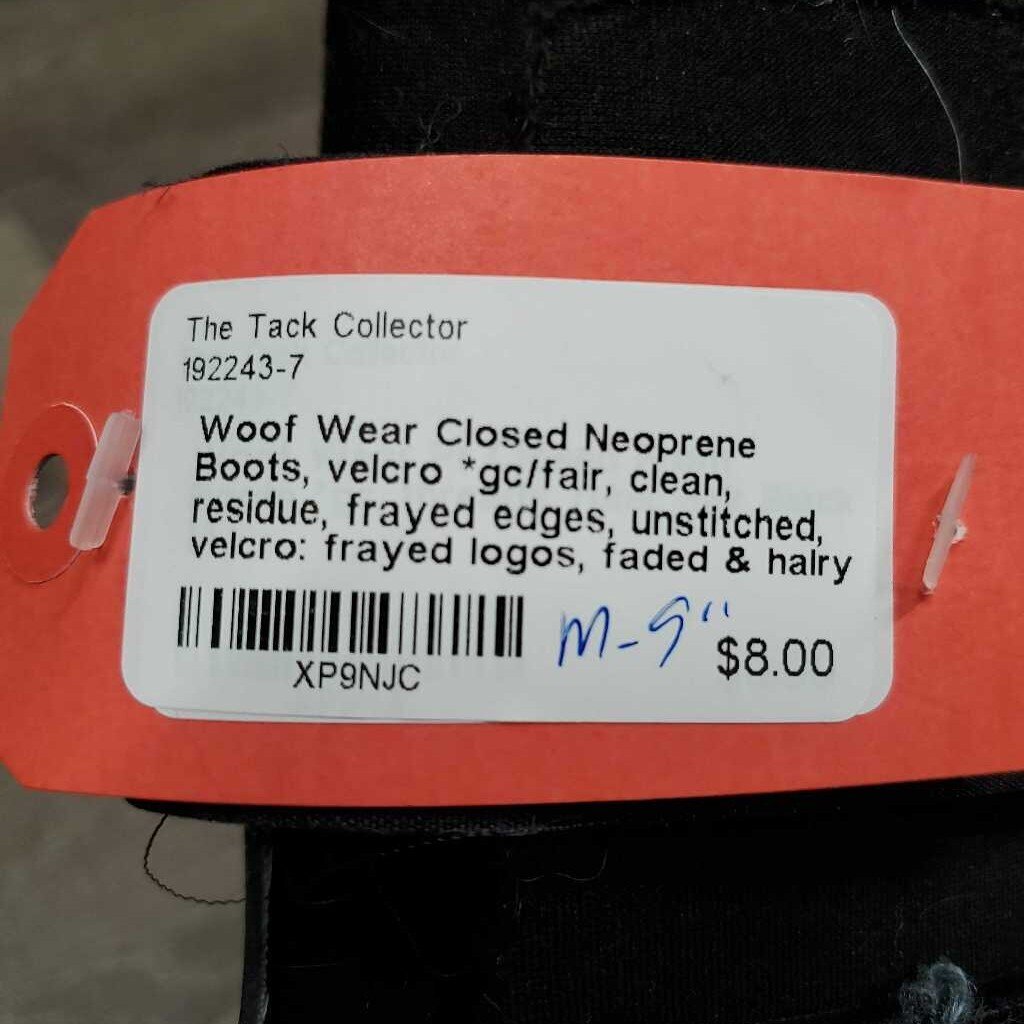 The Tack Collector
192243-7
Woof Wear Closed Neoprene
Boots, velcro *gc/fair, clean,
residue, frayed edges, unstitched,
velcro: frayed logos, faded & hairy
M-9" $8.00
XP9NJC